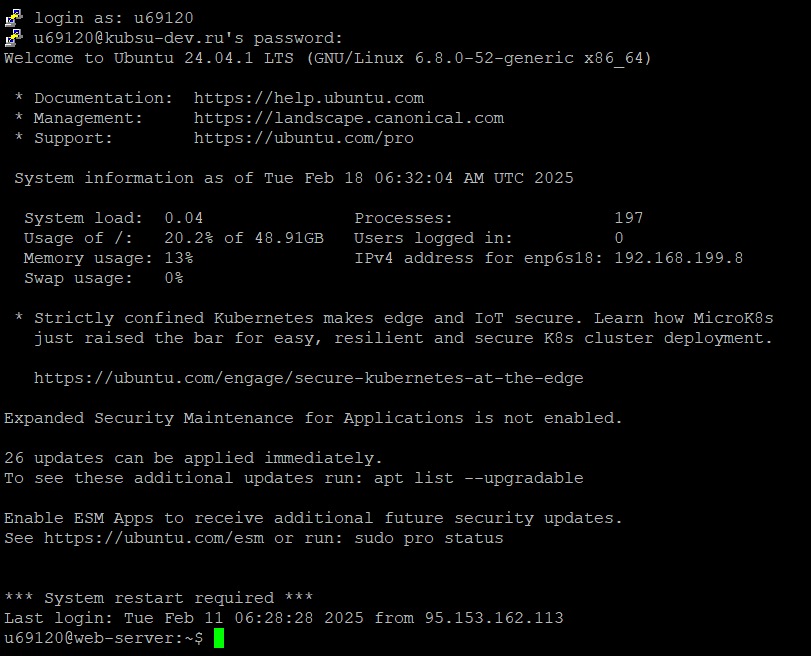 login as: u69120
u69120@kubsu-dev.ru's password:
Welcome to Ubuntu 24.04.1 LTS (GNU/Linux 6.8.0-52-generic x86_64)
* Documentation:  https://help.ubuntu.com
* Management:     https://landscape.canonical.com
* Support:        https://ubuntu.com/pro
System information as of Tue Feb 18 06:32:04 AM UTC 2025
System load:  0.04               Processes:                197
Usage of /:   20.2% of 48.91GB   Users logged in:          0
Memory usage: 13%                IPv4 address for enp6s18: 192.168.199.8
Swap usage:   0%
* Strictly confined Kubernetes makes edge and IoT secure. Learn how MicroK8s
just raised the bar for easy, resilient and secure K8s cluster deployment.
https://ubuntu.com/engage/secure-kubernetes-at-the-edge
Expanded Security Maintenance for Applications is not enabled.
26 updates can be applied immediately.
To see these additional updates run: apt list --upgradable
Enable ESM Apps to receive additional future security updates.
See https://ubuntu.com/esm or run: sudo pro status
*** System restart required ***
Last login: Tue Feb 11 06:28:28 2025 from 95.153.162.113
u69120@web-server:~$